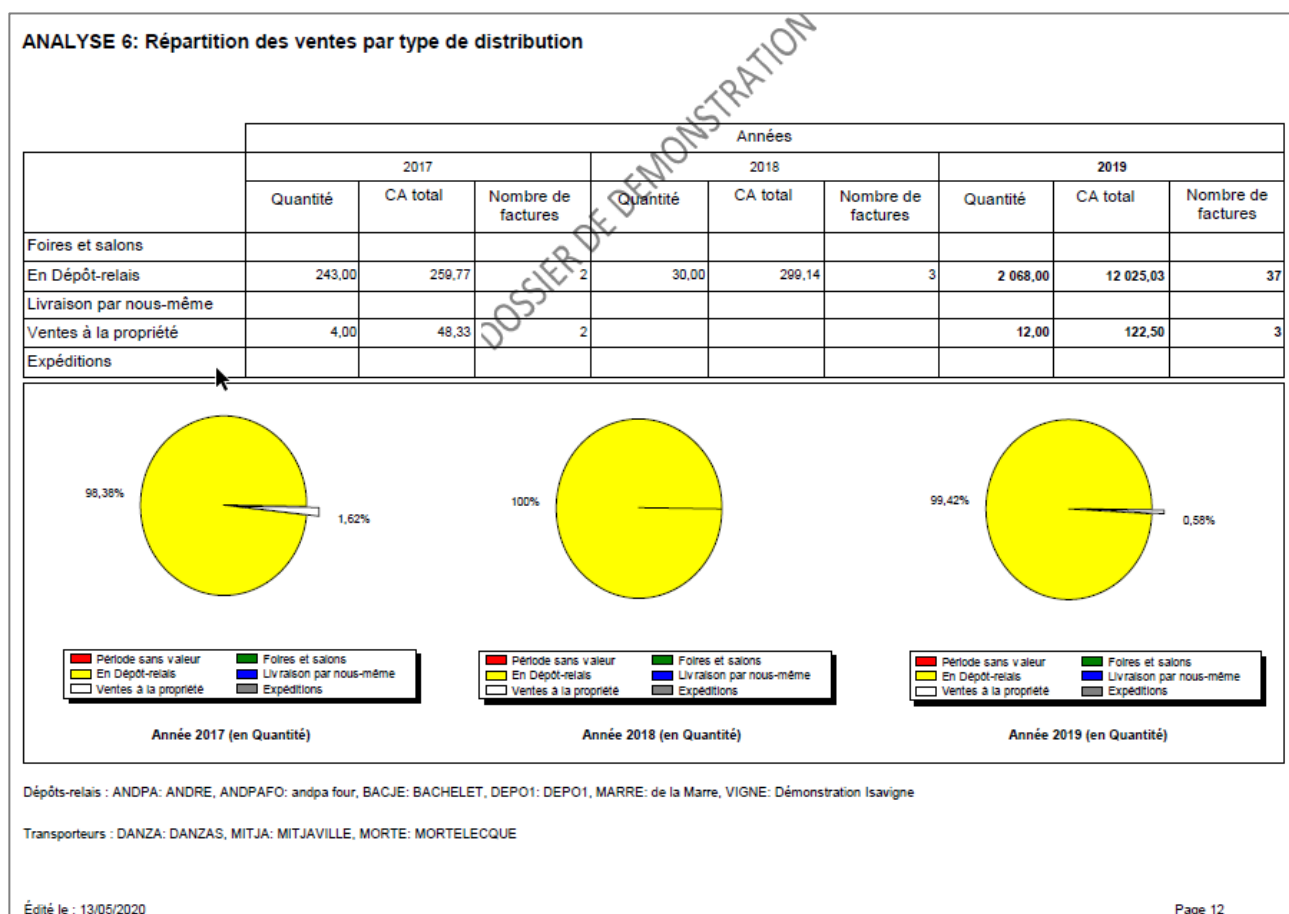 ANALYSE 6: Répartition des ventes par type de distribution
DOSSIER DE DEMONSTRATION
Années
2017 2018 2019
Quantité CA total Nombre de factures Quantité CA total Nombre de factures Quantité CA total Nombre de factures
Foires et salons
En Dépôt-relais 243,00 259,77 2 30,00 299,14 3 2 068,00 12 025,03 37
Livraison par nous-même
Ventes à la propriété 4,00 48,33 2 12,00 122,50 3
Expéditions
98,38% 1,62% 100% 99,42% 0,58%
Période sans valeur Foires et salons
En Dépôt-relais Livraison par nous-même
Ventes à la propriété Expéditions
Année 2017 (en Quantité)
Période sans valeur Foires et salons
En Dépôt-relais Livraison par nous-même
Ventes à la propriété Expéditions
Année 2018 (en Quantité)
Période sans valeur Foires et salons
En Dépôt-relais Livraison par nous-même
Ventes à la propriété Expéditions
Année 2019 (en Quantité)
Dépôts-relais : ANDPA: ANDRE, ANDPAFO: andpa four, BACJE: BACHELET, DEPO1: DEPO1, MARRE: de la Marre, VIGNE: Démonstration Isavigne
Transporteurs : DANZA: DANZAS, MITJA: MITJAVILLE, MORTE: MORTELECQUE
Édité le : 13/05/2020 Page 12